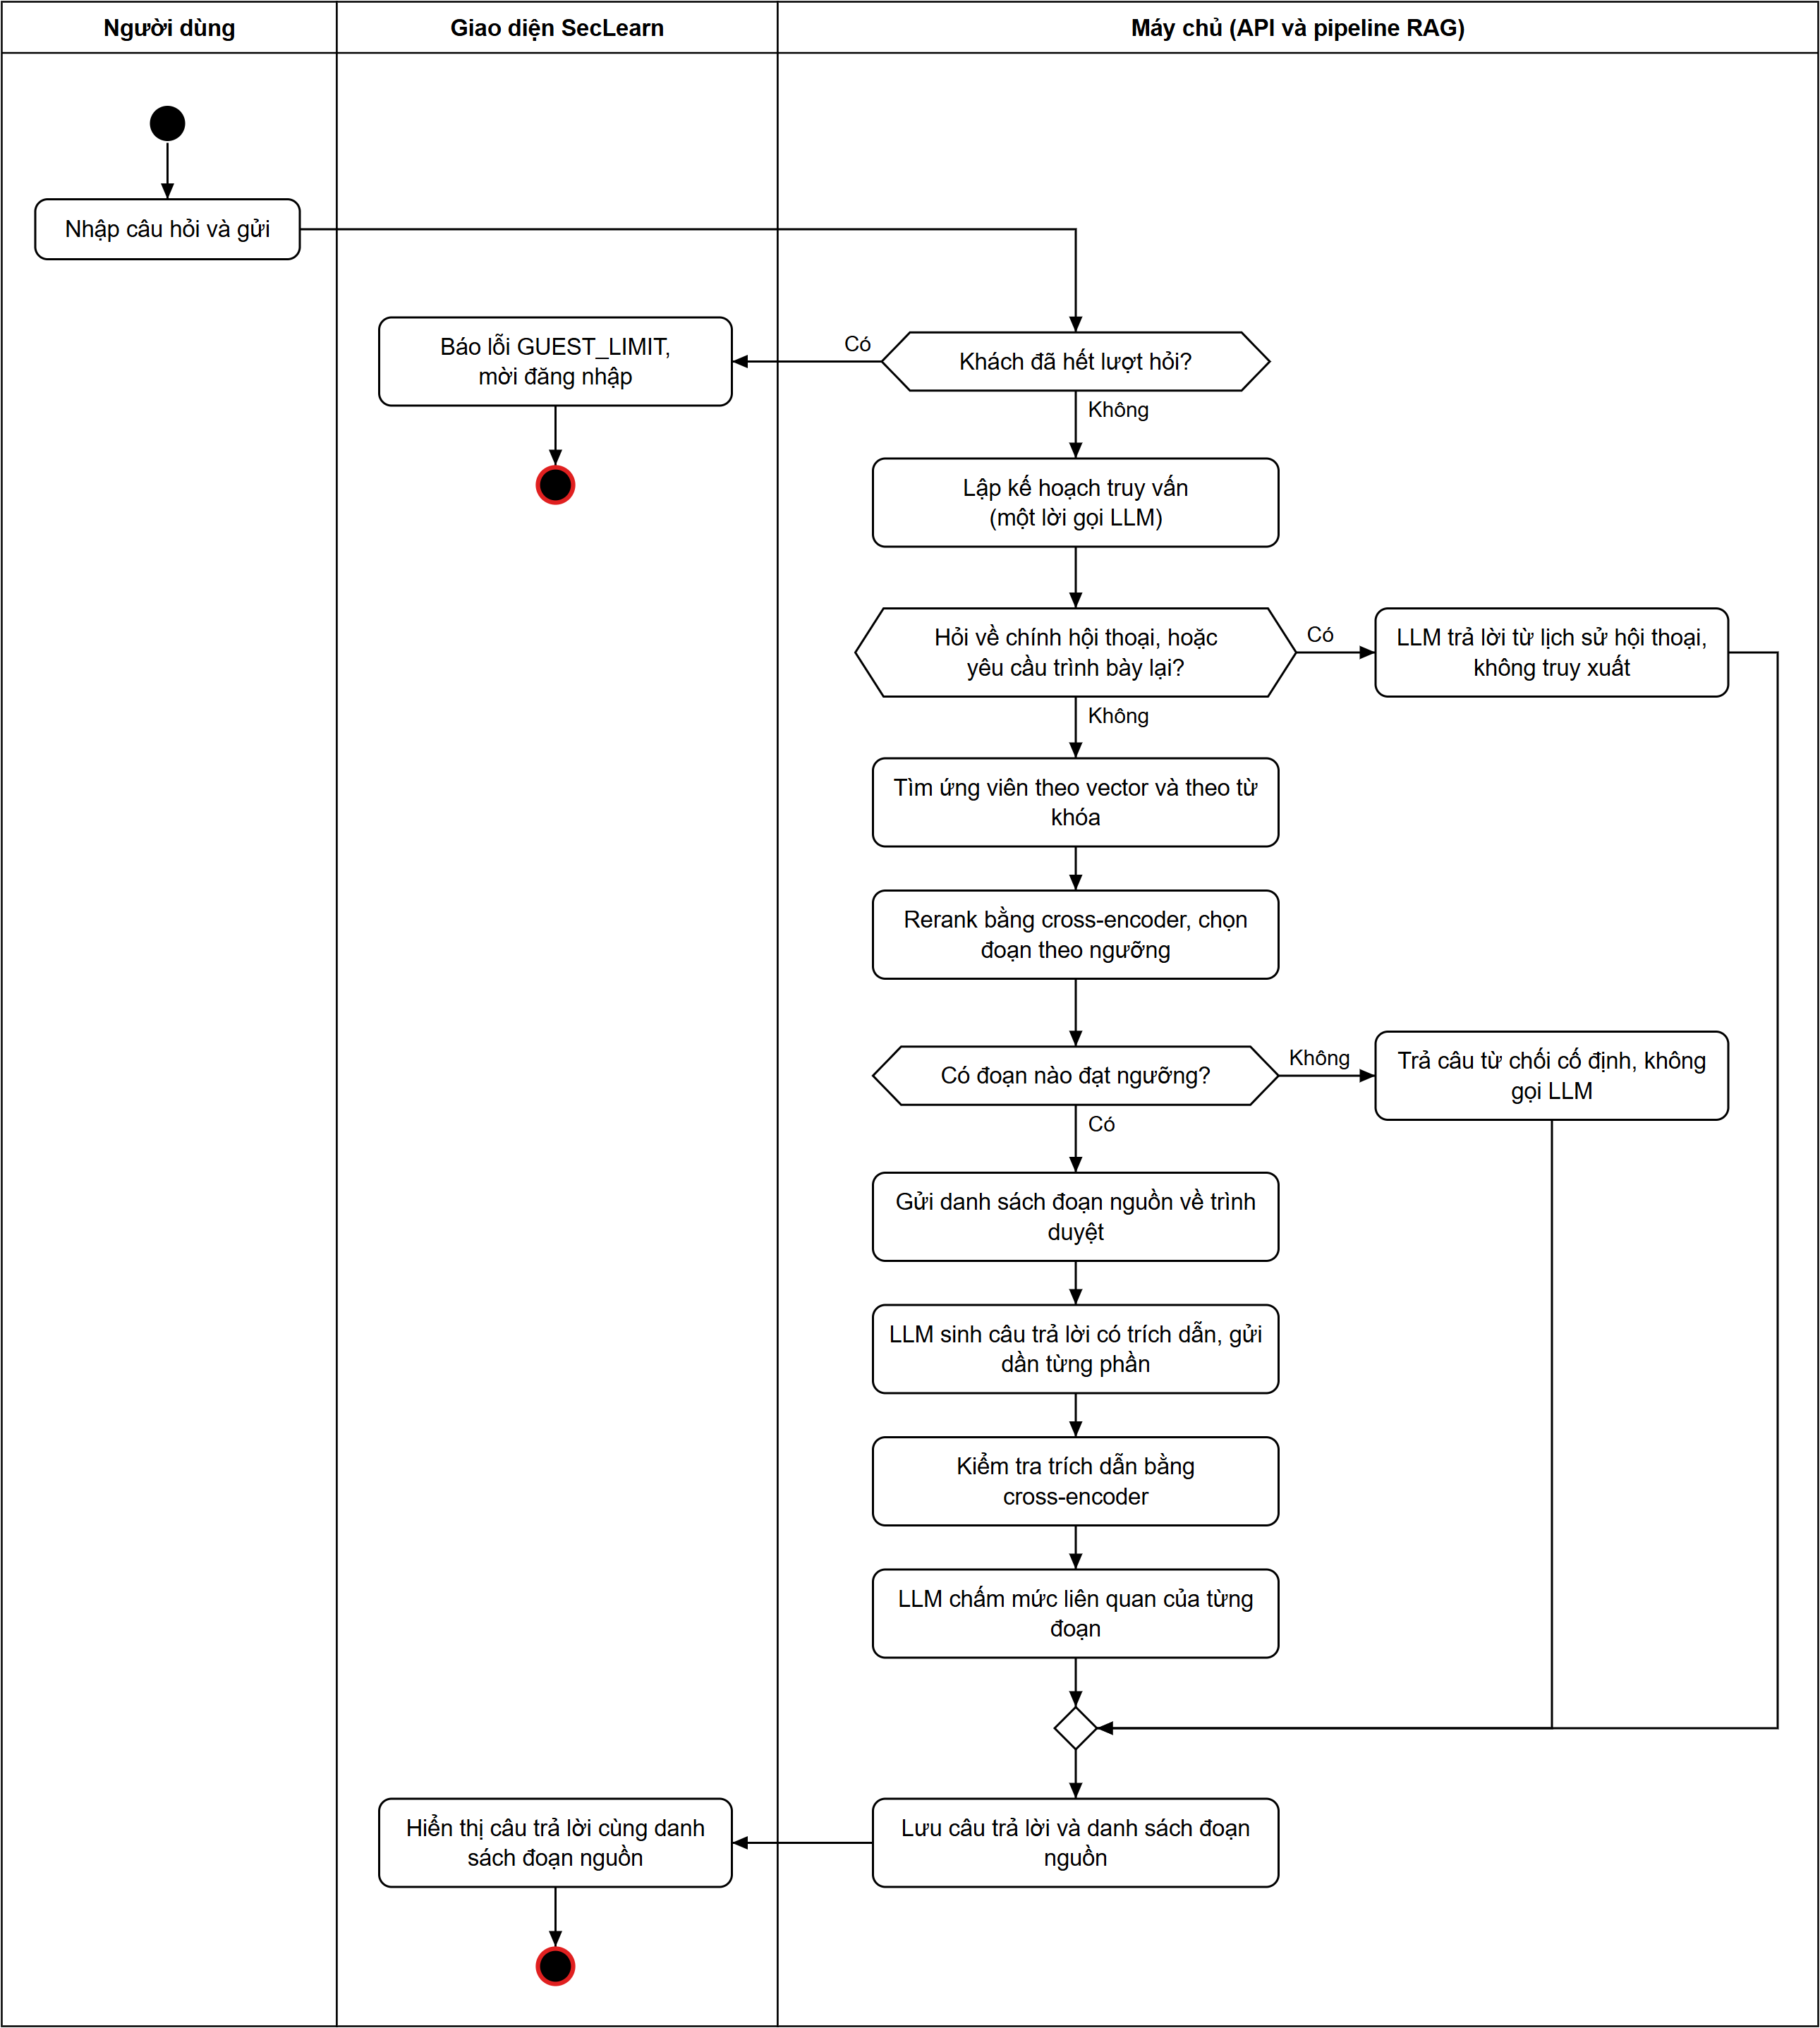 Người dùng
Giao diện SecLearn
Máy chủ (API và pipeline RAG)
Nhập câu hỏi và gửi
Báo lỗi GUEST_LIMIT,
mời đăng nhập
Có
Khách đã hết lượt hỏi?
Không
Lập kế hoạch truy vấn
(một lời gọi LLM)
Hỏi về chính hội thoại, hoặc
yêu cầu trình bày lại?
Có
LLM trả lời từ lịch sử hội thoại,
không truy xuất
Không
Tìm ứng viên theo vector và theo từ
khóa
Rerank bằng cross-encoder, chọn
đoạn theo ngưỡng
Có đoạn nào đạt ngưỡng?
Không
Trả câu từ chối cố định, không
gọi LLM
Có
Gửi danh sách đoạn nguồn về trình
duyệt
LLM sinh câu trả lời có trích dẫn, gửi
dần từng phần
Kiểm tra trích dẫn bằng
cross-encoder
LLM chấm mức liên quan của từng
đoạn
Hiển thị câu trả lời cùng danh
sách đoạn nguồn
Lưu câu trả lời và danh sách đoạn
nguồn